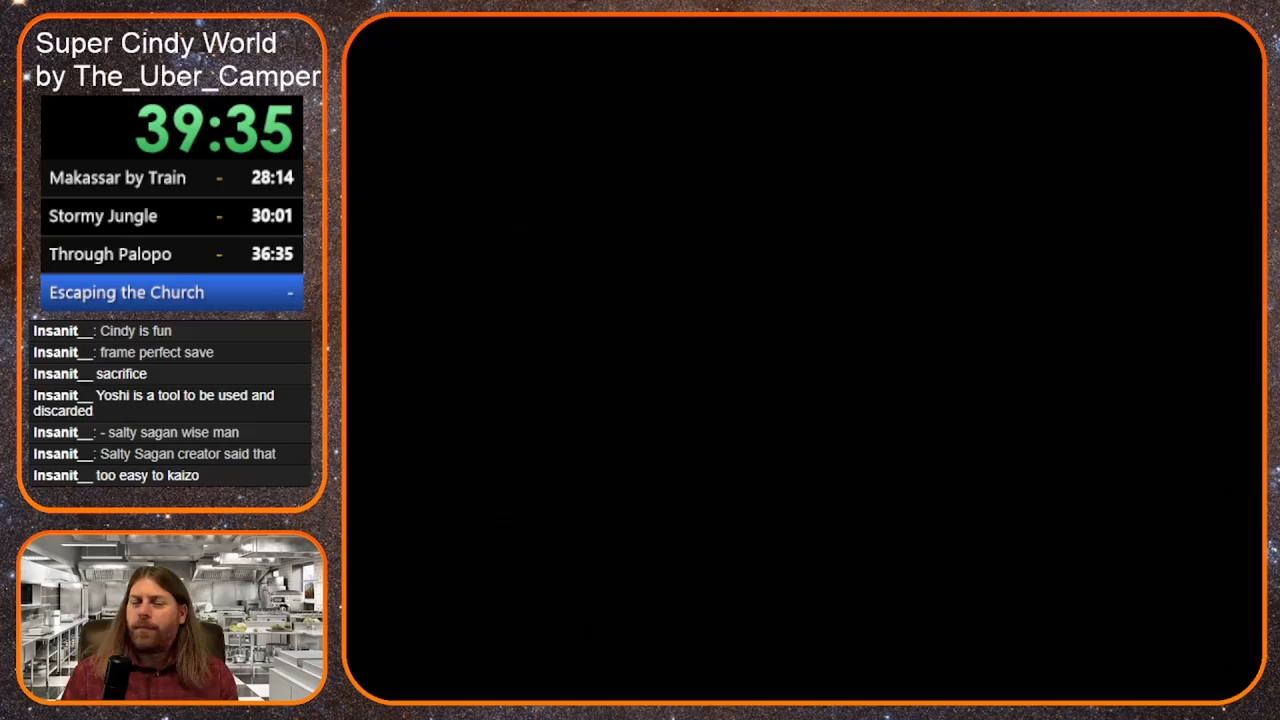 Super Cindy World
by The_Uber_Camper
39:35
Makassar by Train - 28:14
Stormy Jungle - 30:01
Through Palopo - 36:35
Escaping the Church -
Insanit__: Cindy is fun
Insanit__: frame perfect save
Insanit__ sacrifice
Insanit__ Yoshi is a tool to be used and
discarded
Insanit__: - salty sagan wise man
Insanit__: Salty Sagan creator said that
Insanit__ too easy to kaizo